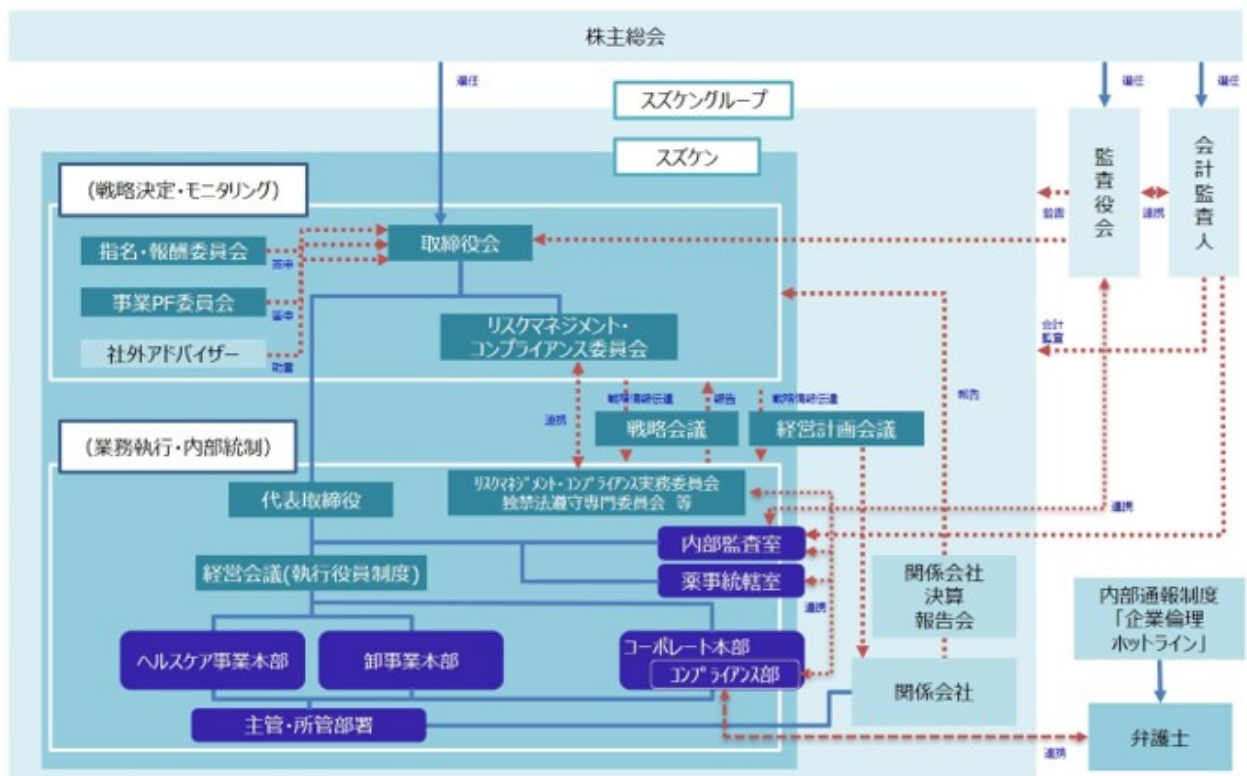 株主総会
選任
選任
選任
スズケングループ
スズケン
(戦略決定・モニタリング)
監
査
役
会
会
計
監
査
人
監査
連携
指名・報酬委員会
答申
取締役会
事業PF委員会
答申
社外アドバイザー
助言
リスクマネジメント・
コンプライアンス委員会
会計
監査
戦略情報伝達
報告
戦略情報伝達
報告
連携
戦略会議
経営計画会議
(業務執行・内部統制)
リスクマネジメント・コンプライアンス実務委員会
独禁法遵守専門委員会 等
代表取締役
連携
内部監査室
経営会議(執行役員制度)
薬事統轄室
連携
関係会社
決算
報告会
内部通報制度
「企業倫理
ホットライン」
ヘルスケア事業本部
卸事業本部
コーポレート本部
コンプライアンス部
関係会社
主管・所管部署
連携
弁護士